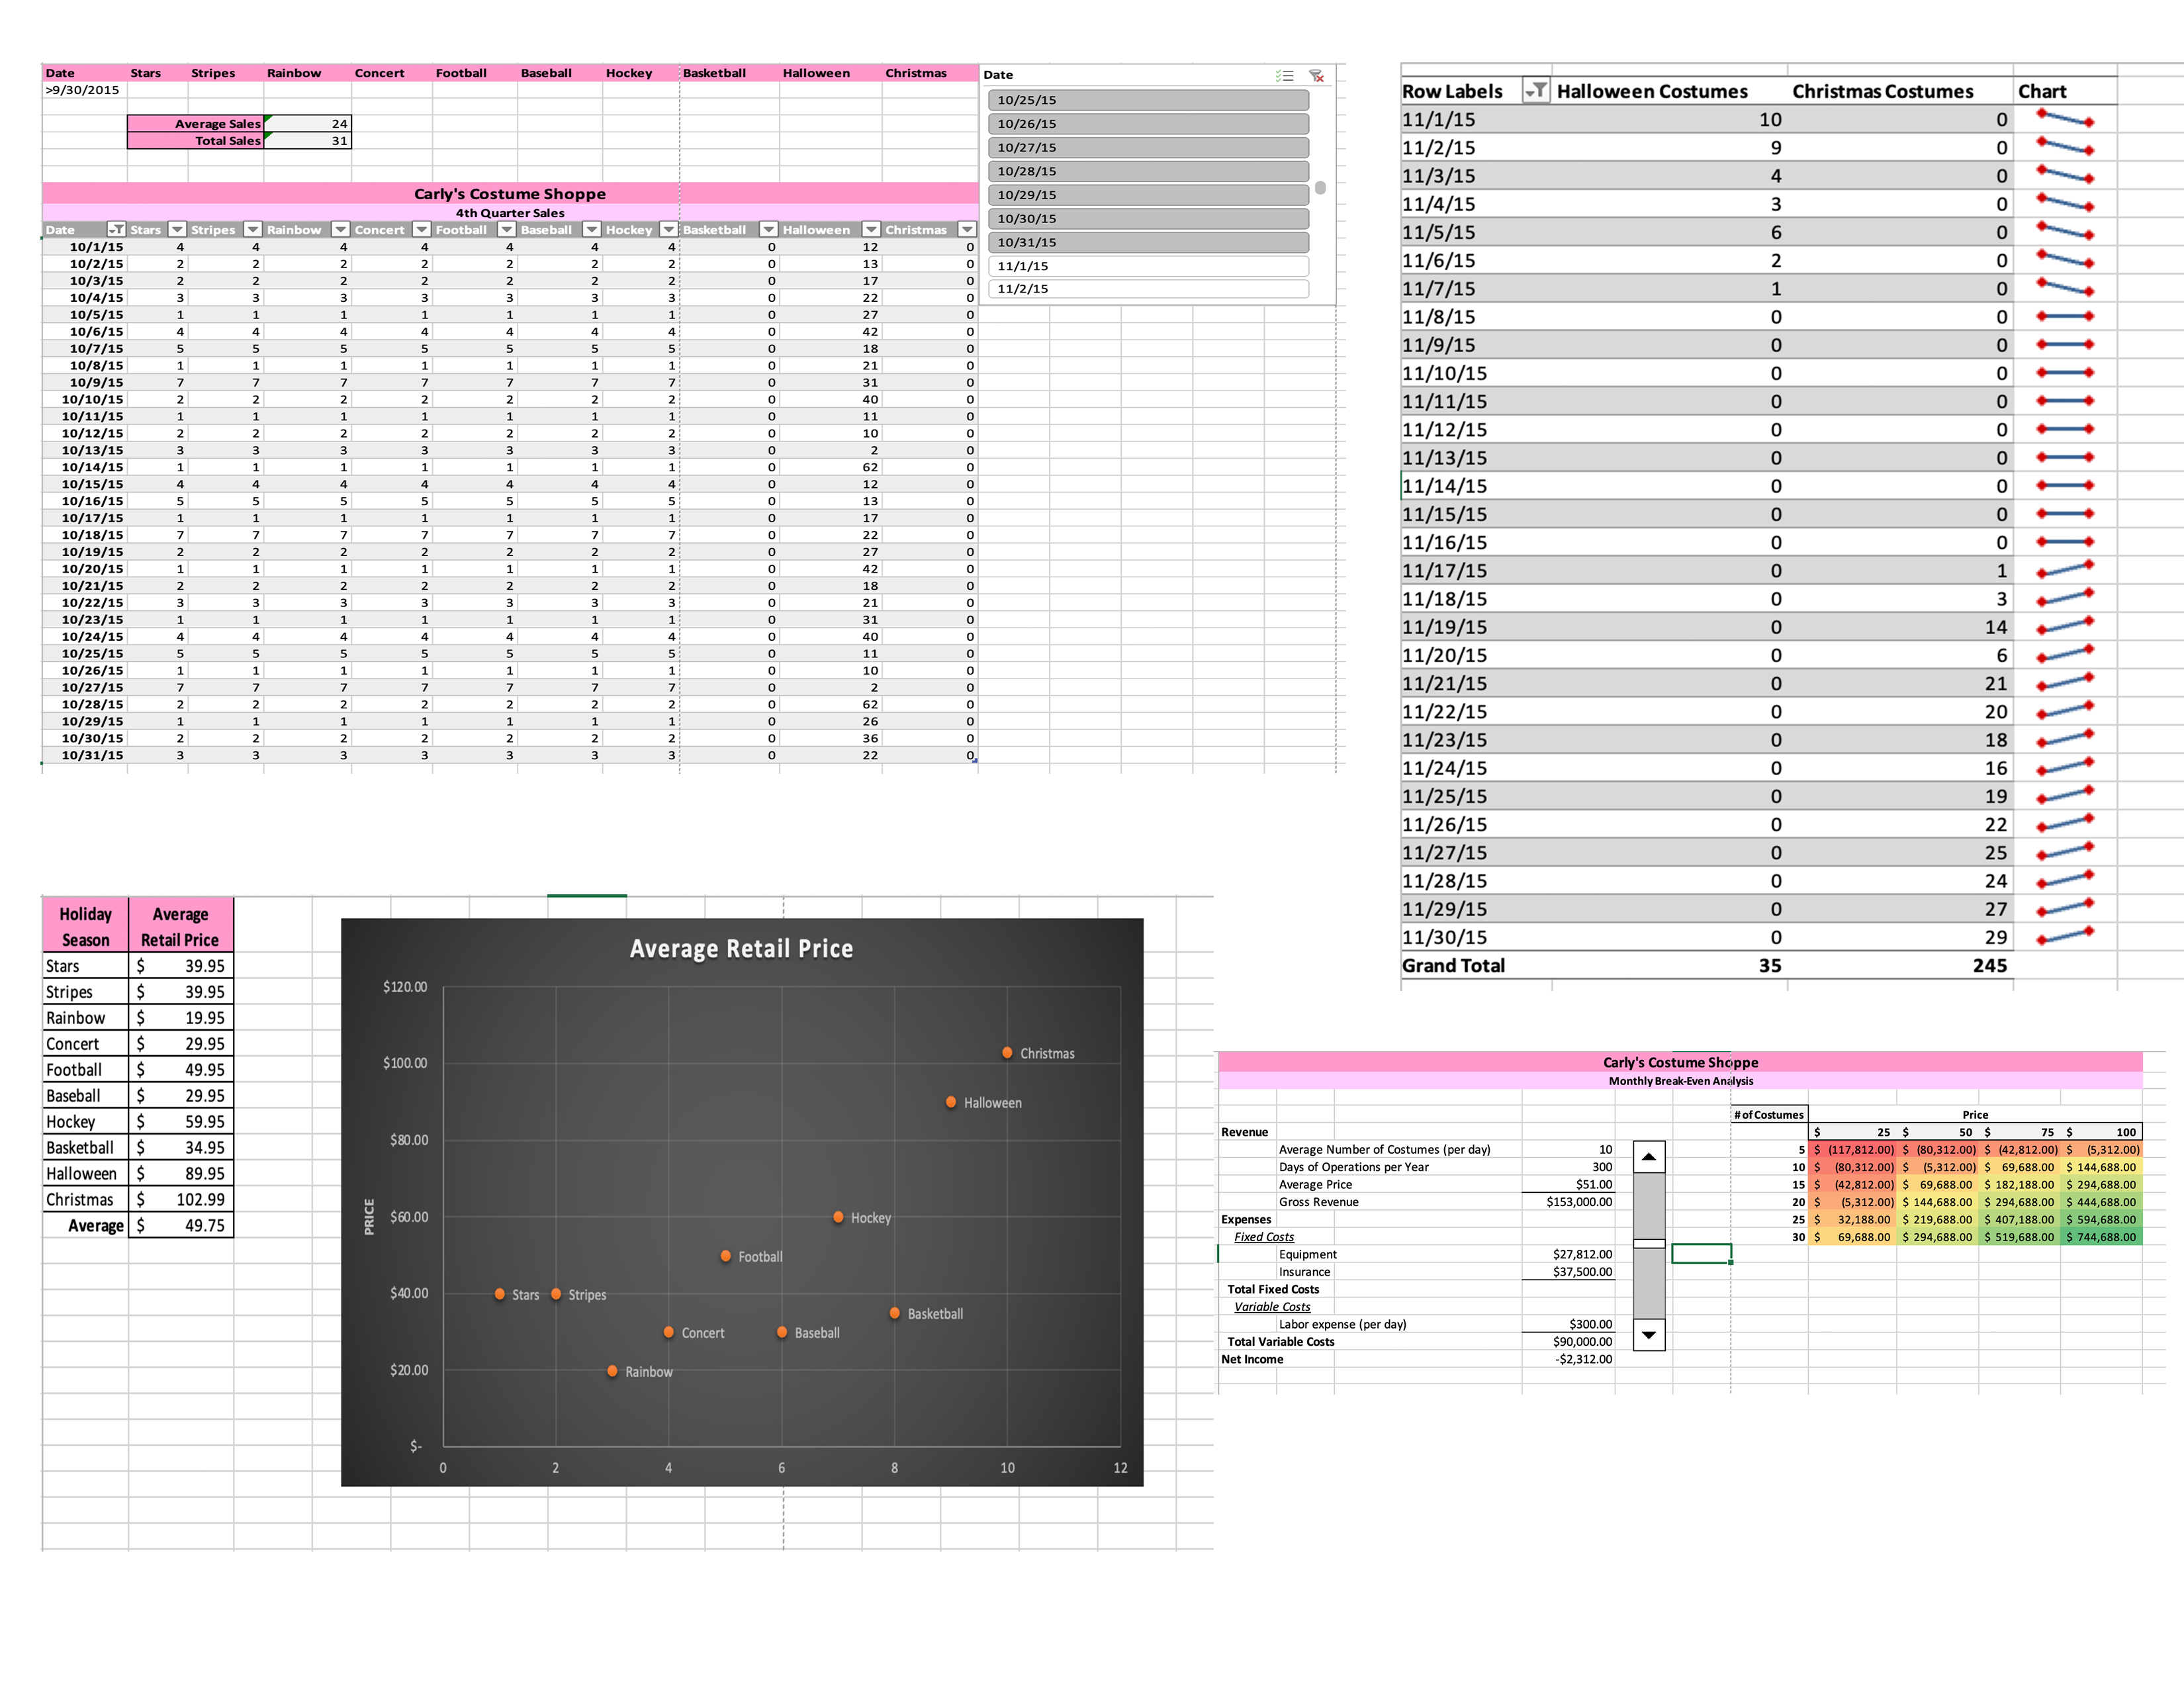 Date Stars Stripes Rainbow Concert Football Baseball Hockey Basketball Halloween Christmas
>9/30/2015
Average Sales 24
Total Sales 31
Carly's Costume Shoppe
4th Quarter Sales
Date Stars Stripes Rainbow Concert Football Baseball Hockey Basketball Halloween Christmas
10/1/15 4 4 4 4 4 4 4 0 12 0
10/2/15 2 2 2 2 2 2 2 0 13 0
10/3/15 2 2 2 2 2 2 2 0 17 0
10/4/15 3 3 3 3 3 3 3 0 22 0
10/5/15 1 1 1 1 1 1 1 0 27 0
10/6/15 4 4 4 4 4 4 4 0 42 0
10/7/15 5 5 5 5 5 5 5 0 18 0
10/8/15 1 1 1 1 1 1 1 0 21 0
10/9/15 7 7 7 7 7 7 7 0 31 0
10/10/15 2 2 2 2 2 2 2 0 40 0
10/11/15 1 1 1 1 1 1 1 0 11 0
10/12/15 2 2 2 2 2 2 2 0 10 0
10/13/15 3 3 3 3 3 3 3 0 2 0
10/14/15 1 1 1 1 1 1 1 0 62 0
10/15/15 4 4 4 4 4 4 4 0 12 0
10/16/15 5 5 5 5 5 5 5 0 13 0
10/17/15 1 1 1 1 1 1 1 0 17 0
10/18/15 7 7 7 7 7 7 7 0 22 0
10/19/15 2 2 2 2 2 2 2 0 27 0
10/20/15 1 1 1 1 1 1 1 0 42 0
10/21/15 2 2 2 2 2 2 2 0 18 0
10/22/15 3 3 3 3 3 3 3 0 21 0
10/23/15 1 1 1 1 1 1 1 0 31 0
10/24/15 4 4 4 4 4 4 4 0 40 0
10/25/15 5 5 5 5 5 5 5 0 11 0
10/26/15 1 1 1 1 1 1 1 0 10 0
10/27/15 7 7 7 7 7 7 7 0 2 0
10/28/15 2 2 2 2 2 2 2 0 62 0
10/29/15 1 1 1 1 1 1 1 0 26 0
10/30/15 2 2 2 2 2 2 2 0 36 0
10/31/15 3 3 3 3 3 3 3 0 22 0
Date
10/25/15
10/26/15
10/27/15
10/28/15
10/29/15
10/30/15
10/31/15
11/1/15
11/2/15
Row Labels Halloween Costumes Christmas Costumes Chart
11/1/15 10 0
11/2/15 9 0
11/3/15 4 0
11/4/15 3 0
11/5/15 6 0
11/6/15 2 0
11/7/15 1 0
11/8/15 0 0
11/9/15 0 0
11/10/15 0 0
11/11/15 0 0
11/12/15 0 0
11/13/15 0 0
11/14/15 0 0
11/15/15 0 0
11/16/15 0 0
11/17/15 0 1
11/18/15 0 3
11/19/15 0 14
11/20/15 0 6
11/21/15 0 21
11/22/15 0 20
11/23/15 0 18
11/24/15 0 16
11/25/15 0 19
11/26/15 0 22
11/27/15 0 25
11/28/15 0 24
11/29/15 0 27
11/30/15 0 29
Grand Total 35 245
Holiday Season Average Retail Price
Stars $ 39.95
Stripes $ 39.95
Rainbow $ 19.95
Concert $ 29.95
Football $ 49.95
Baseball $ 29.95
Hockey $ 59.95
Basketball $ 34.95
Halloween $ 89.95
Christmas $ 102.99
Average $ 49.75
Average Retail Price
$120.00
$100.00
$80.00
$60.00
$40.00
$20.00
$-
PRICE
Christmas
Halloween
Hockey
Football
Stars Stripes
Basketball
Concert Baseball
Rainbow
0 2 4 6 8 10 12
Carly's Costume Shoppe
Monthly Break-Even Analysis
Revenue
Average Number of Costumes (per day) 10
Days of Operations per Year 300
Average Price $51.00
Gross Revenue $153,000.00
Expenses
Fixed Costs
Equipment $27,812.00
Insurance $37,500.00
Total Fixed Costs
Variable Costs
Labor expense (per day) $300.00
Total Variable Costs $90,000.00
Net Income -$2,312.00
# of Costumes Price
$ 25 $ 50 $ 75 $ 100
5 $ (117,812.00) $ (80,312.00) $ (42,812.00) $ (5,312.00)
10 $ (80,312.00) $ (5,312.00) $ 69,688.00 $ 144,688.00
15 $ (42,812.00) $ 69,688.00 $ 182,188.00 $ 294,688.00
20 $ (5,312.00) $ 144,688.00 $ 294,688.00 $ 444,688.00
25 $ 32,188.00 $ 219,688.00 $ 407,188.00 $ 594,688.00
30 $ 69,688.00 $ 294,688.00 $ 519,688.00 $ 744,688.00